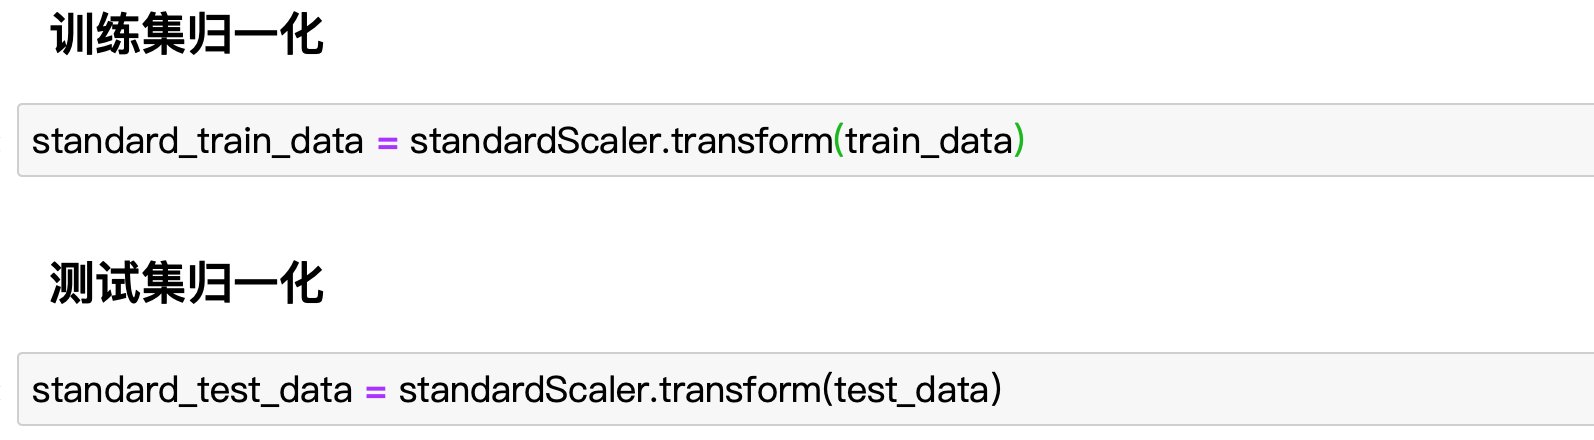 训练集归一化
standard_train_data = standardScaler.transform(train_data)
测试集归一化
standard_test_data = standardScaler.transform(test_data)